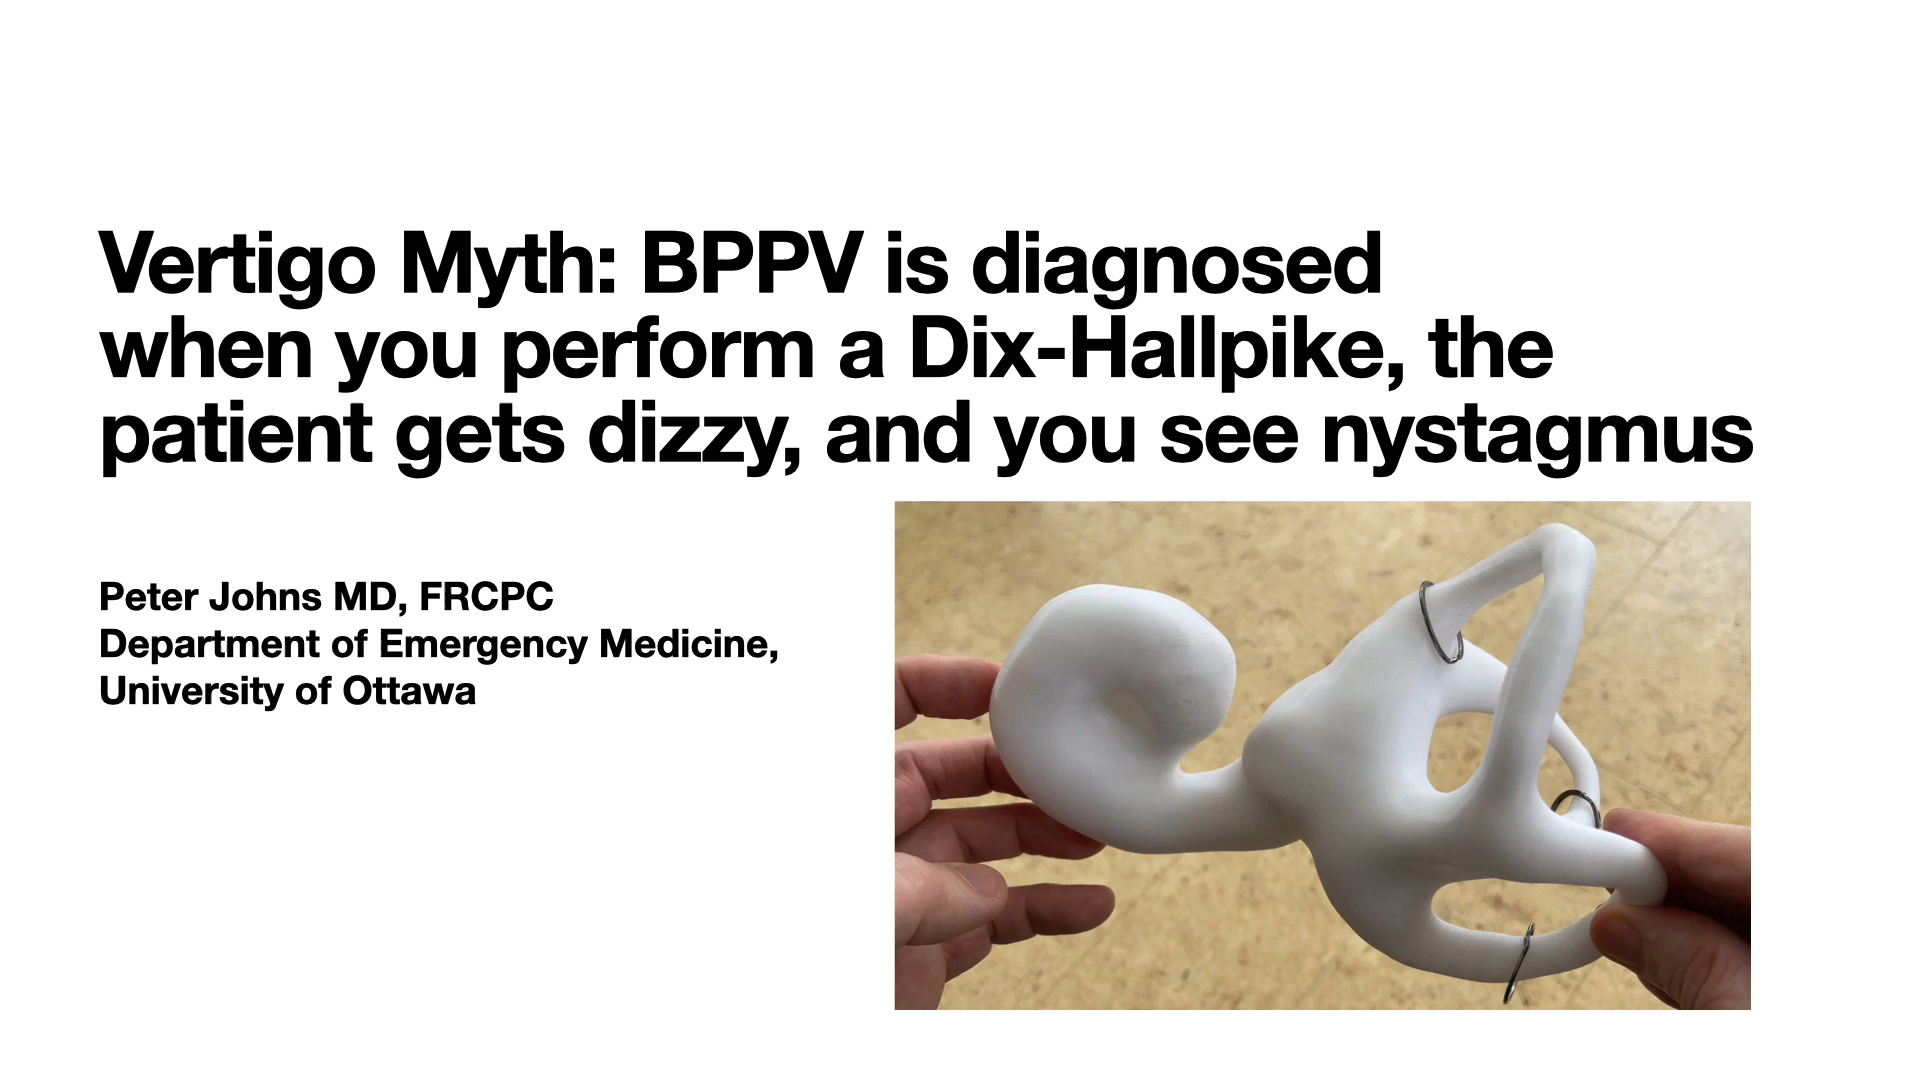 Vertigo Myth: BPPV is diagnosed
when you perform a Dix-Hallpike, the
patient gets dizzy, and you see nystagmus
Peter Johns MD, FRCPC
Department of Emergency Medicine,
University of Ottawa